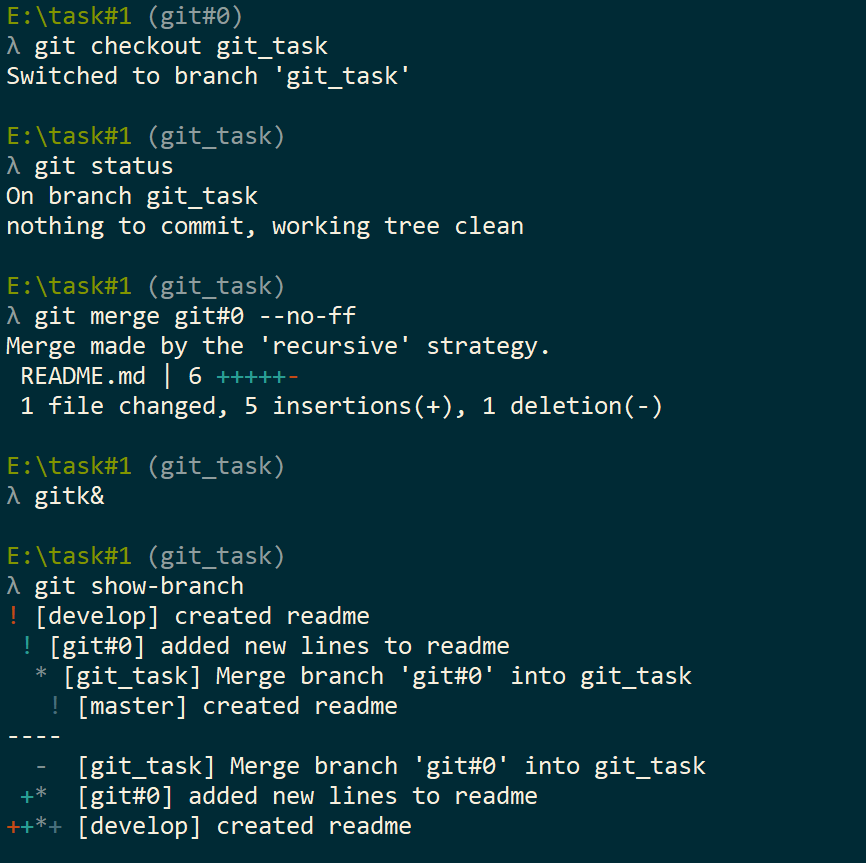 E:\task#1 (git#0)
λ git checkout git_task
Switched to branch 'git_task'

E:\task#1 (git_task)
λ git status
On branch git_task
nothing to commit, working tree clean

E:\task#1 (git_task)
λ git merge git#0 --no-ff
Merge made by the 'recursive' strategy.
 README.md | 6 +++++-
 1 file changed, 5 insertions(+), 1 deletion(-)

E:\task#1 (git_task)
λ gitk&

E:\task#1 (git_task)
λ git show-branch
! [develop] created readme
 ! [git#0] added new lines to readme
  * [git_task] Merge branch 'git#0' into git_task
   ! [master] created readme
----
  -  [git_task] Merge branch 'git#0' into git_task
 +*  [git#0] added new lines to readme
++*+ [develop] created readme